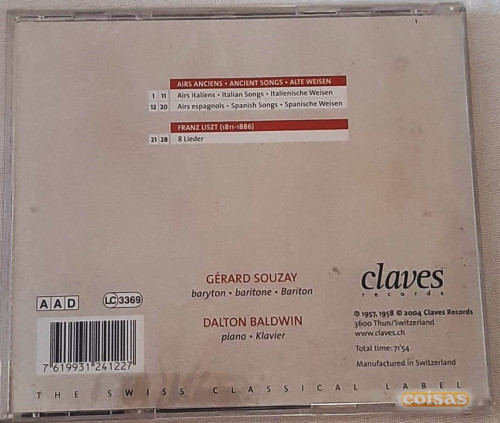 AIRS ANCIENS • ANCIENT SONGS • ALTE WEISEN
1 11 Airs italiens • Italian Songs • Italienische Weisen
12 20 Airs espagnols • Spanish Songs • Spanische Weisen
FRANZ LISZT (1811-1886)
21 28 8 Lieder
GÉRARD SOUZAY
baryton • baritone • Bariton
DALTON BALDWIN
piano • Klavier
claves
records
℗ 1957, 1958 © 2004 Claves Records
3600 Thun/Switzerland
www.claves.ch
Total time: 71'54
Manufactured in Switzerland
AAD
LC 3369
7 619931 241227
THE SWISS CLASSICAL LABEL
coisas